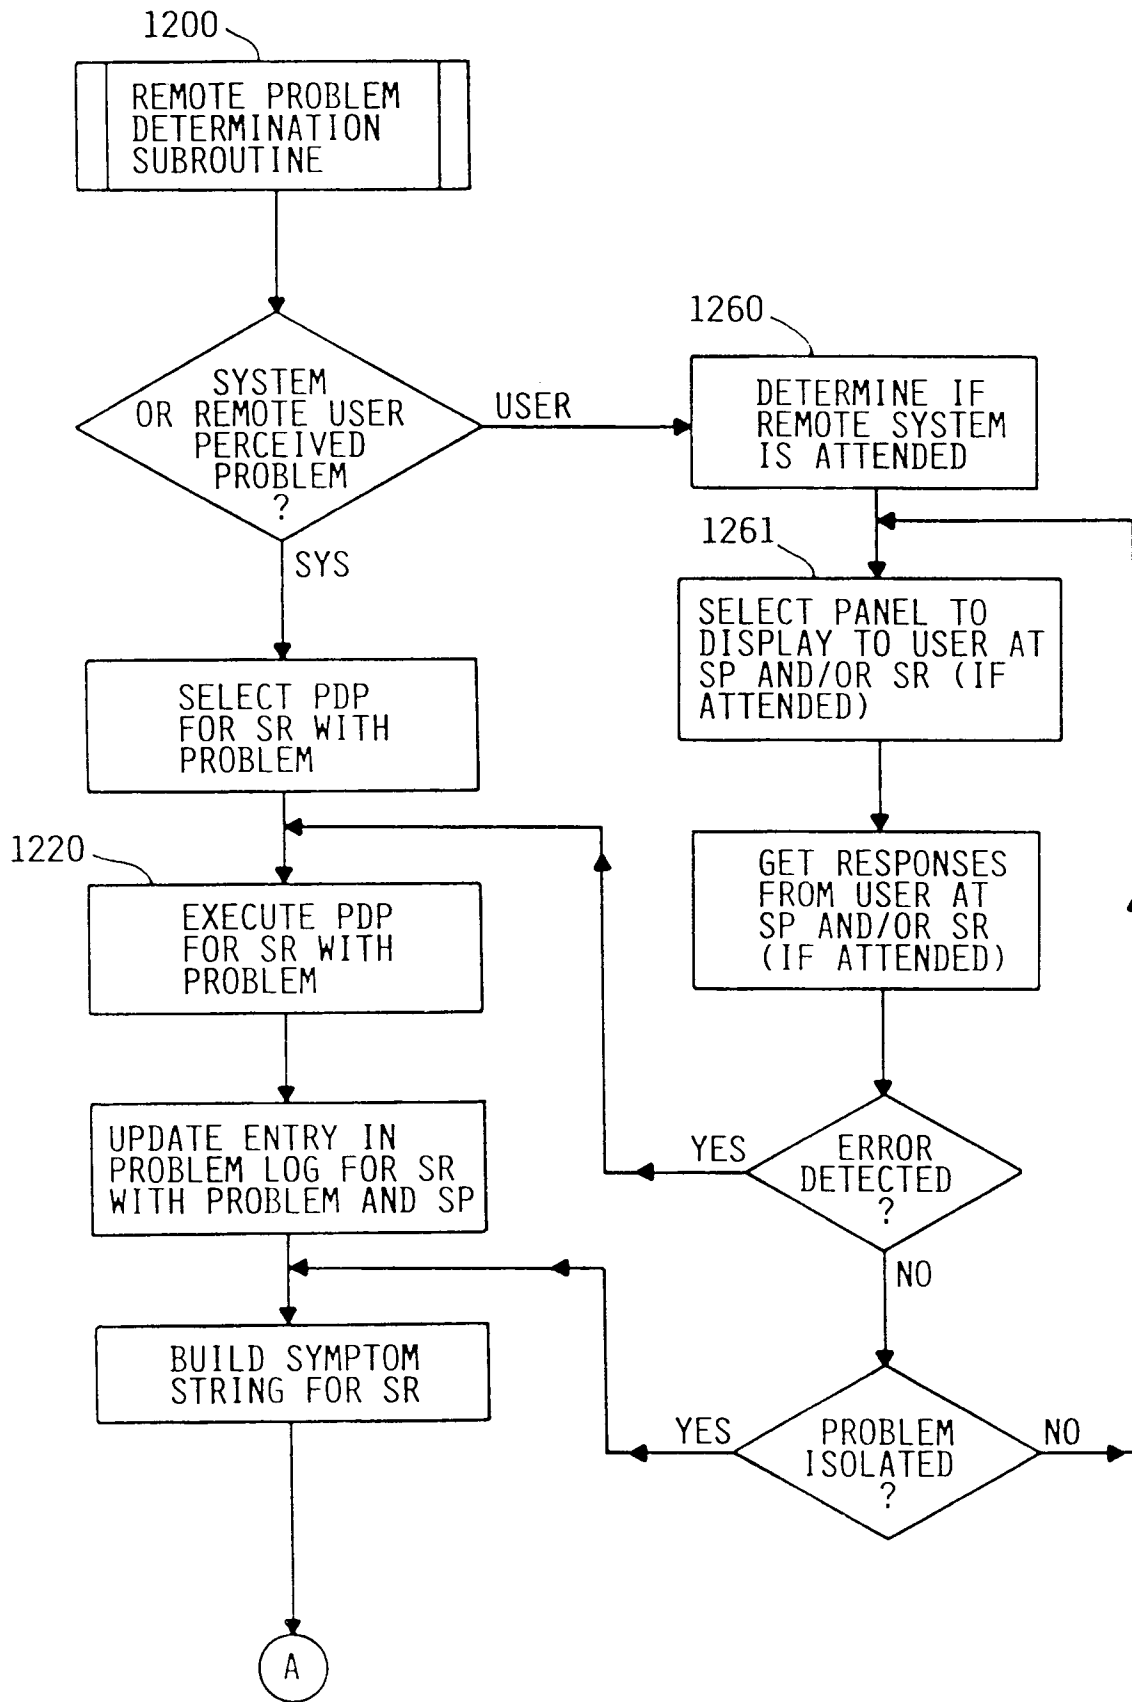 1200
REMOTE PROBLEM
DETERMINATION
SUBROUTINE
SYSTEM
OR REMOTE USER
PERCEIVED
PROBLEM
?
USER
SYS
1260
DETERMINE IF
REMOTE SYSTEM
IS ATTENDED
1261
SELECT PANEL TO
DISPLAY TO USER AT
SP AND/OR SR (IF
ATTENDED)
SELECT PDP
FOR SR WITH
PROBLEM
1220
EXECUTE PDP
FOR SR WITH
PROBLEM
GET RESPONSES
FROM USER AT
SP AND/OR SR
(IF ATTENDED)
UPDATE ENTRY IN
PROBLEM LOG FOR SR
WITH PROBLEM AND SP
YES
ERROR
DETECTED
?
NO
BUILD SYMPTOM
STRING FOR SR
YES
PROBLEM
ISOLATED
?
NO
A